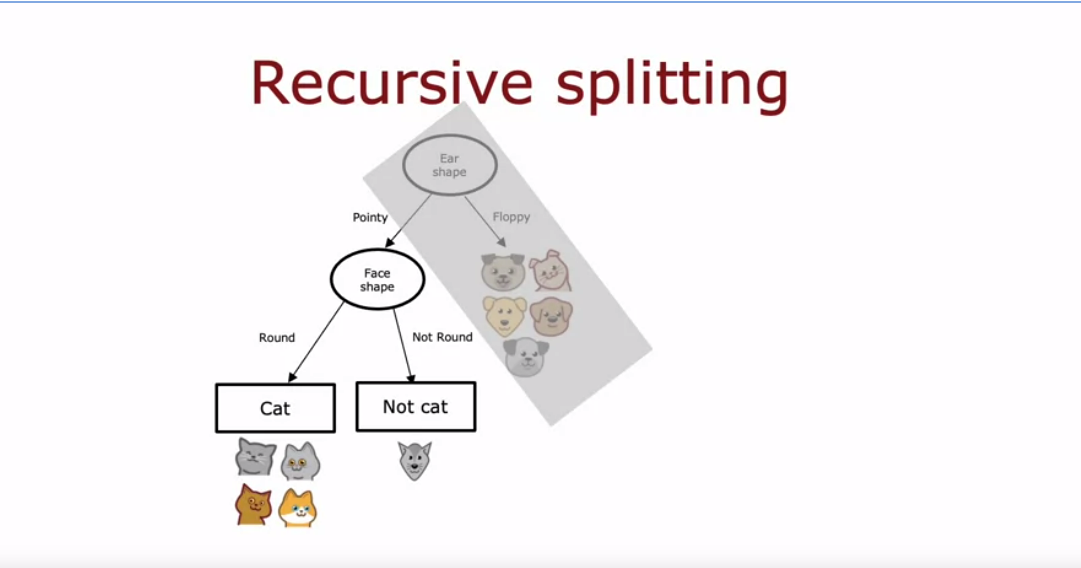 Recursive splitting
Ear
shape
Pointy
Floppy
Face
shape
Round
Not Round
Cat
Not cat